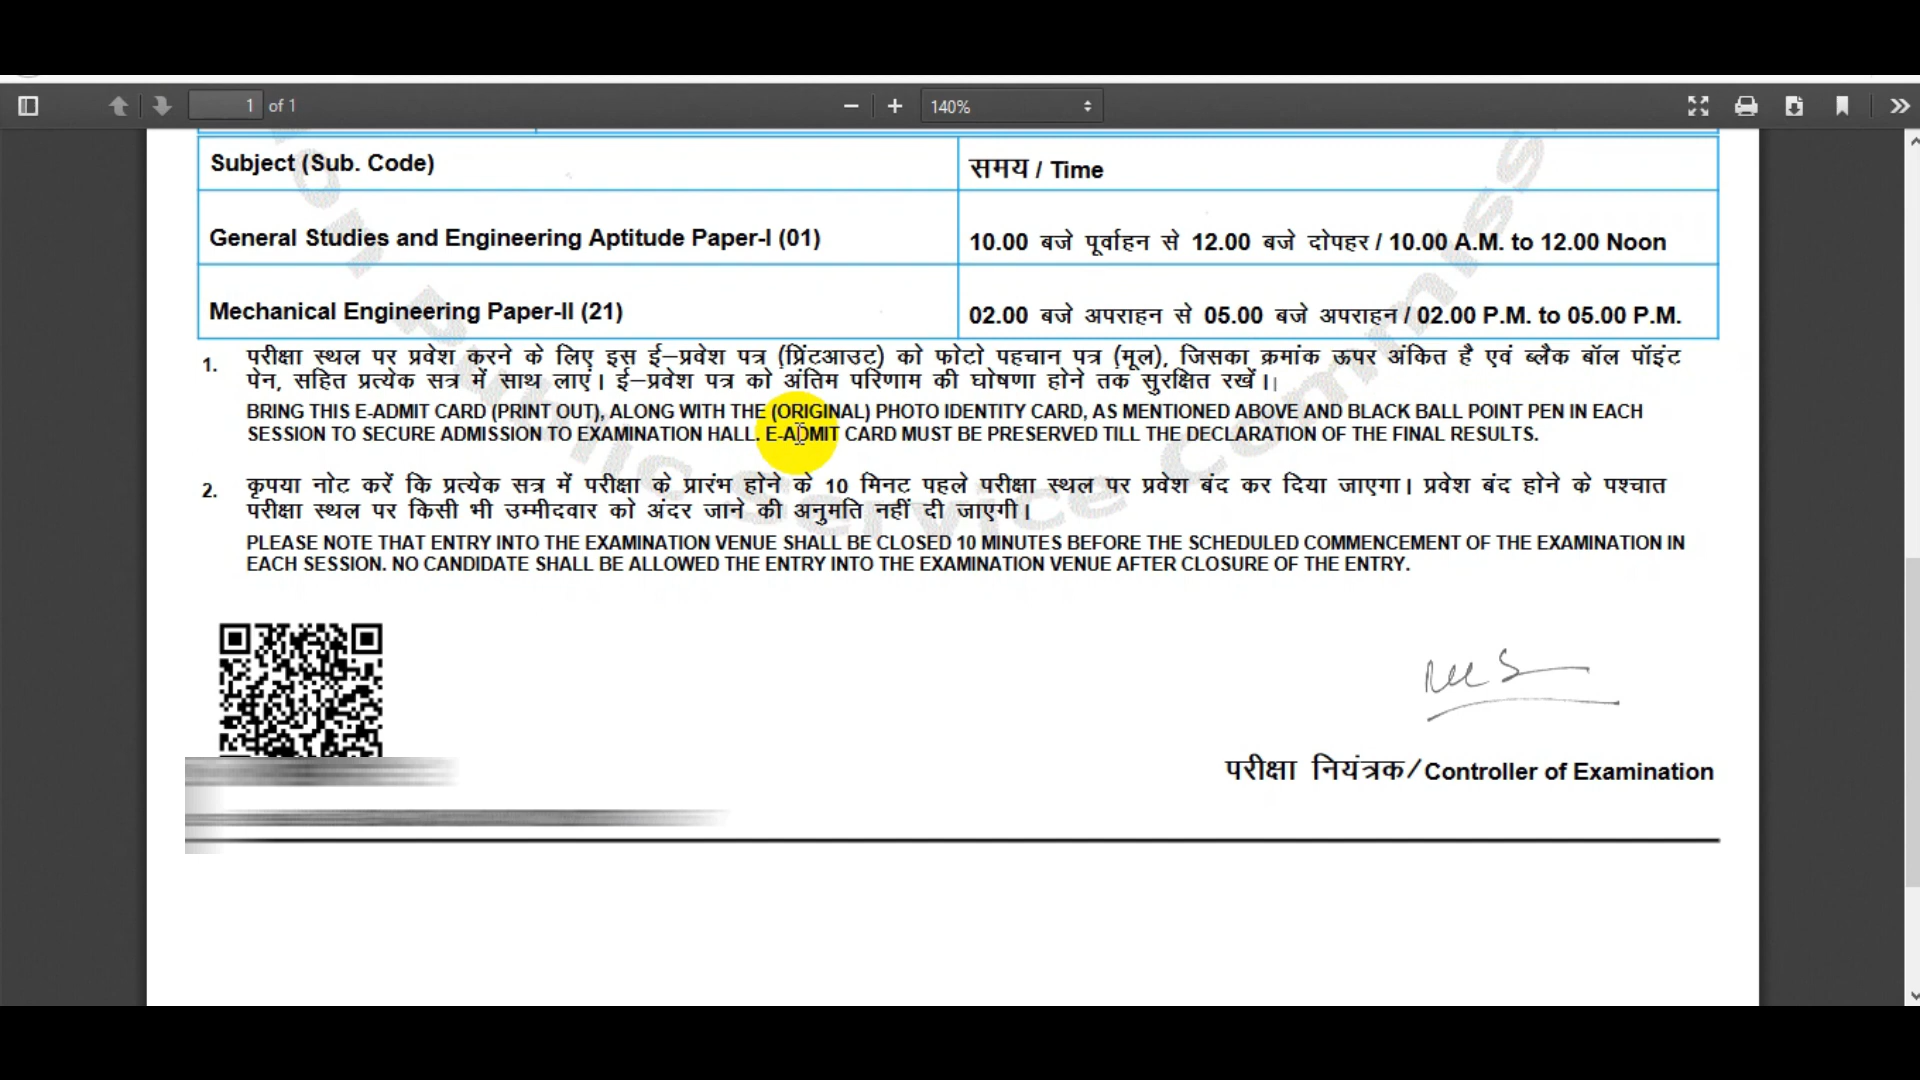 1 of 1
140%
Subject (Sub. Code)
समय / Time
General Studies and Engineering Aptitude Paper-I (01)
10.00 बजे पूर्वाहन से 12.00 बजे दोपहर / 10.00 A.M. to 12.00 Noon
Mechanical Engineering Paper-II (21)
02.00 बजे अपराहन से 05.00 बजे अपराहन / 02.00 P.M. to 05.00 P.M.
1. परीक्षा स्थल पर प्रवेश करने के लिए इस ई–प्रवेश पत्र (प्रिंटआउट) को फोटो पहचान पत्र (मूल), जिसका क्रमांक ऊपर अंकित है एवं ब्लैक बॉल पॉइंट
पेन, सहित प्रत्येक सत्र में साथ लाएं। ई–प्रवेश पत्र को अंतिम परिणाम की घोषणा होने तक सुरक्षित रखें।।
BRING THIS E-ADMIT CARD (PRINT OUT), ALONG WITH THE (ORIGINAL) PHOTO IDENTITY CARD, AS MENTIONED ABOVE AND BLACK BALL POINT PEN IN EACH
SESSION TO SECURE ADMISSION TO EXAMINATION HALL. E-ADMIT CARD MUST BE PRESERVED TILL THE DECLARATION OF THE FINAL RESULTS.
2. कृपया नोट करें कि प्रत्येक सत्र में परीक्षा के प्रारंभ होने के 10 मिनट पहले परीक्षा स्थल पर प्रवेश बंद कर दिया जाएगा। प्रवेश बंद होने के पश्चात
परीक्षा स्थल पर किसी भी उम्मीदवार को अंदर जाने की अनुमति नहीं दी जाएगी।
PLEASE NOTE THAT ENTRY INTO THE EXAMINATION VENUE SHALL BE CLOSED 10 MINUTES BEFORE THE SCHEDULED COMMENCEMENT OF THE EXAMINATION IN
EACH SESSION. NO CANDIDATE SHALL BE ALLOWED THE ENTRY INTO THE EXAMINATION VENUE AFTER CLOSURE OF THE ENTRY.
on Public Service Commiss
परीक्षा नियंत्रक/Controller of Examination